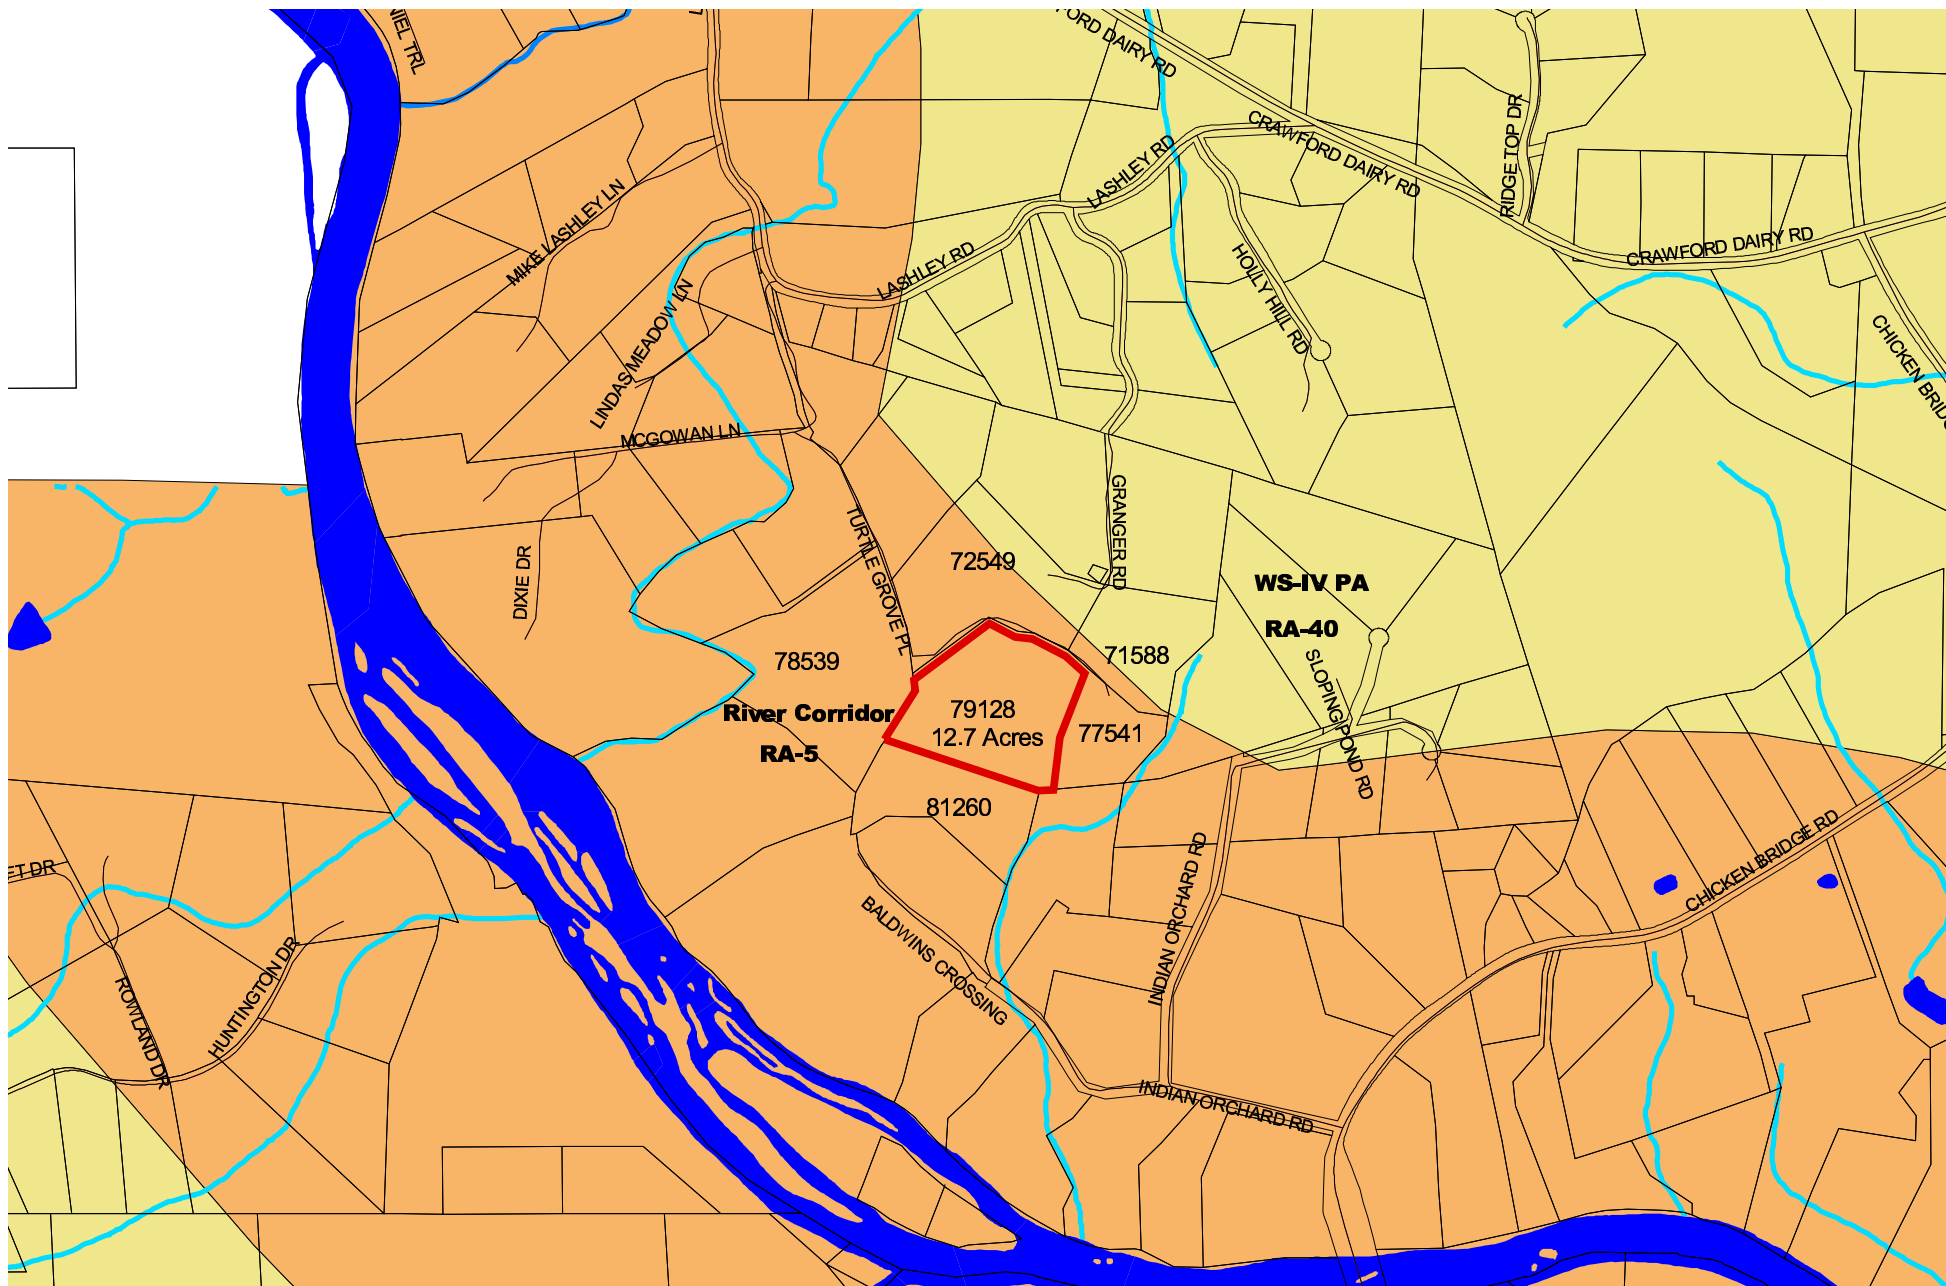 CRAWFORD DAIRY RD
LASHLEY RD
CRAWFORD DAIRY RD
RIDGE TOP DR
MIKE LASHLEY LN
LASHLEY RD
HOLLY HILL RD
CRAWFORD DAIRY RD
LINDAS MEADOW LN
MCGOWAN LN
GRANGER RD
TURTLE GROVE PL
DIXIE DR
72549
WS-IV PA
RA-40
78539
71588
SLOPING POND RD
River Corridor
RA-5
79128
12.7 Acres
77541
81260
INDIAN ORCHARD RD
CHICKEN BRIDGE RD
BALDWINS CROSSING
HUNTINGTON DR
ROWLAND DR
INDIAN ORCHARD RD